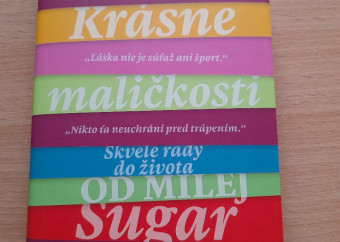 Krásne
„Láska nie je súťaž ani šport.“
maličkosti
„Nikto ťa neuchráni pred trápením.“
Skvelé rady
do života
OD MILEJ
Sugar